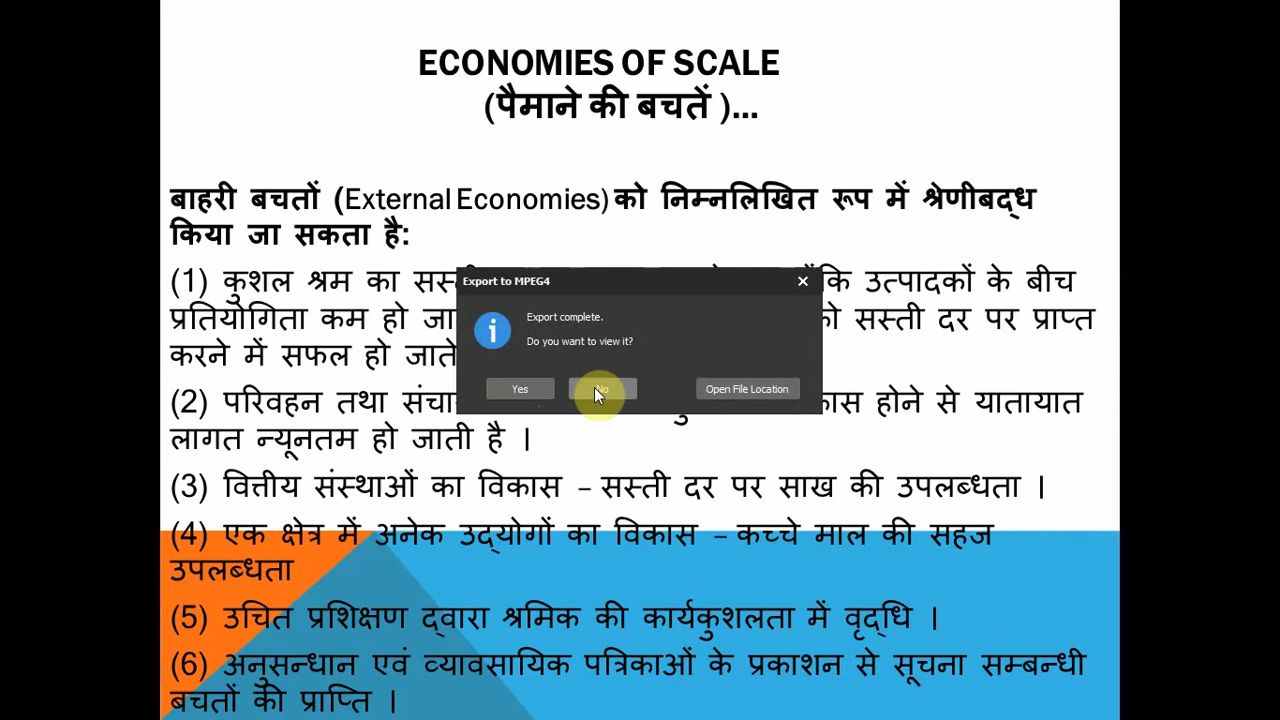 ECONOMIES OF SCALE
(पैमाने की बचतें )...
बाहरी बचतों (External Economies) को निम्नलिखित रूप में श्रेणीबद्ध
किया जा सकता है:
(1) कुशल श्रम का उत्पादकों के बीच
प्रतियोगिता कम हो सस्ती दर पर प्राप्त
करने में सफल हो जाते
(2) परिवहन तथा होने से यातायात
लागत न्यूनतम हो जाती है ।
(3) वित्तीय संस्थाओं का विकास – सस्ती दर पर साख की उपलब्धता ।
(4) एक क्षेत्र में अनेक उद्योगों का विकास – कच्चे माल की सहज
उपलब्धता
(5) उचित प्रशिक्षण द्वारा श्रमिक की कार्यकुशलता में वृद्धि ।
(6) अनुसन्धान एवं व्यावसायिक पत्रिकाओं के प्रकाशन से सूचना सम्बन्धी
बचतों की प्राप्ति ।
Export to MPEG4
Export complete.
Do you want to view it?
Yes No Open File Location